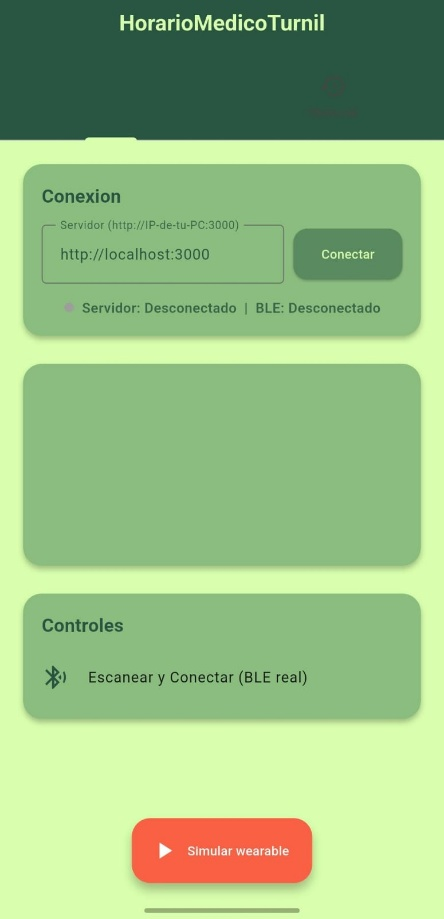 HorarioMedicoTurnil
Conexion
Servidor (http://IP-de-tu-PC:3000)
http://localhost:3000
Conectar
Servidor: Desconectado | BLE: Desconectado
Controles
Escanear y Conectar (BLE real)
Simular wearable